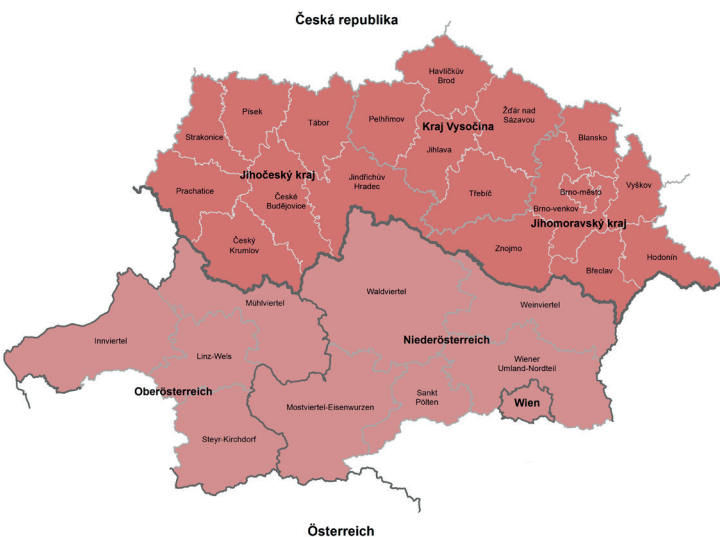 Česká republika
Havlíčkův
Brod
Písek
Tábor
Pelhřimov
Žďár nad
Sázavou
Kraj Vysočina
Strakonice
Blansko
Jihlava
Jihočeský kraj
Jindřichův
Hradec
Prachatice
České
Budějovice
Třebíč
Brno-město
Vyškov
Brno-venkov
Jihomoravský kraj
Český
Krumlov
Znojmo
Hodonín
Břeclav
Waldviertel
Mühlviertel
Weinviertel
Innviertel
Niederösterreich
Linz-Wels
Wiener
Umland-Nordteil
Oberösterreich
Sankt
Pölten
Wien
Mostviertel-Eisenwurzen
Steyr-Kirchdorf
Österreich